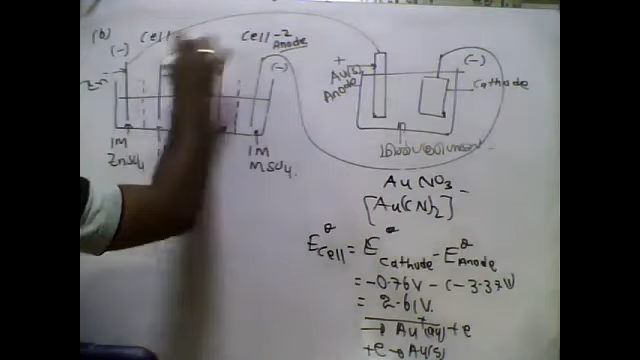 (b) Cell- Cell-2
(-) Anode
Zn (-)
1M 1M
ZnSO4 MSO4
+ (-)
Au(s)
Anode Cathode
AuNO3
[Au(CN)2]-
E°Cell = E°Cathode - E°Anode
= -0.76V - (-3.37V)
= 2.61V
→ Au+(aq) + e
+e → Au(s)